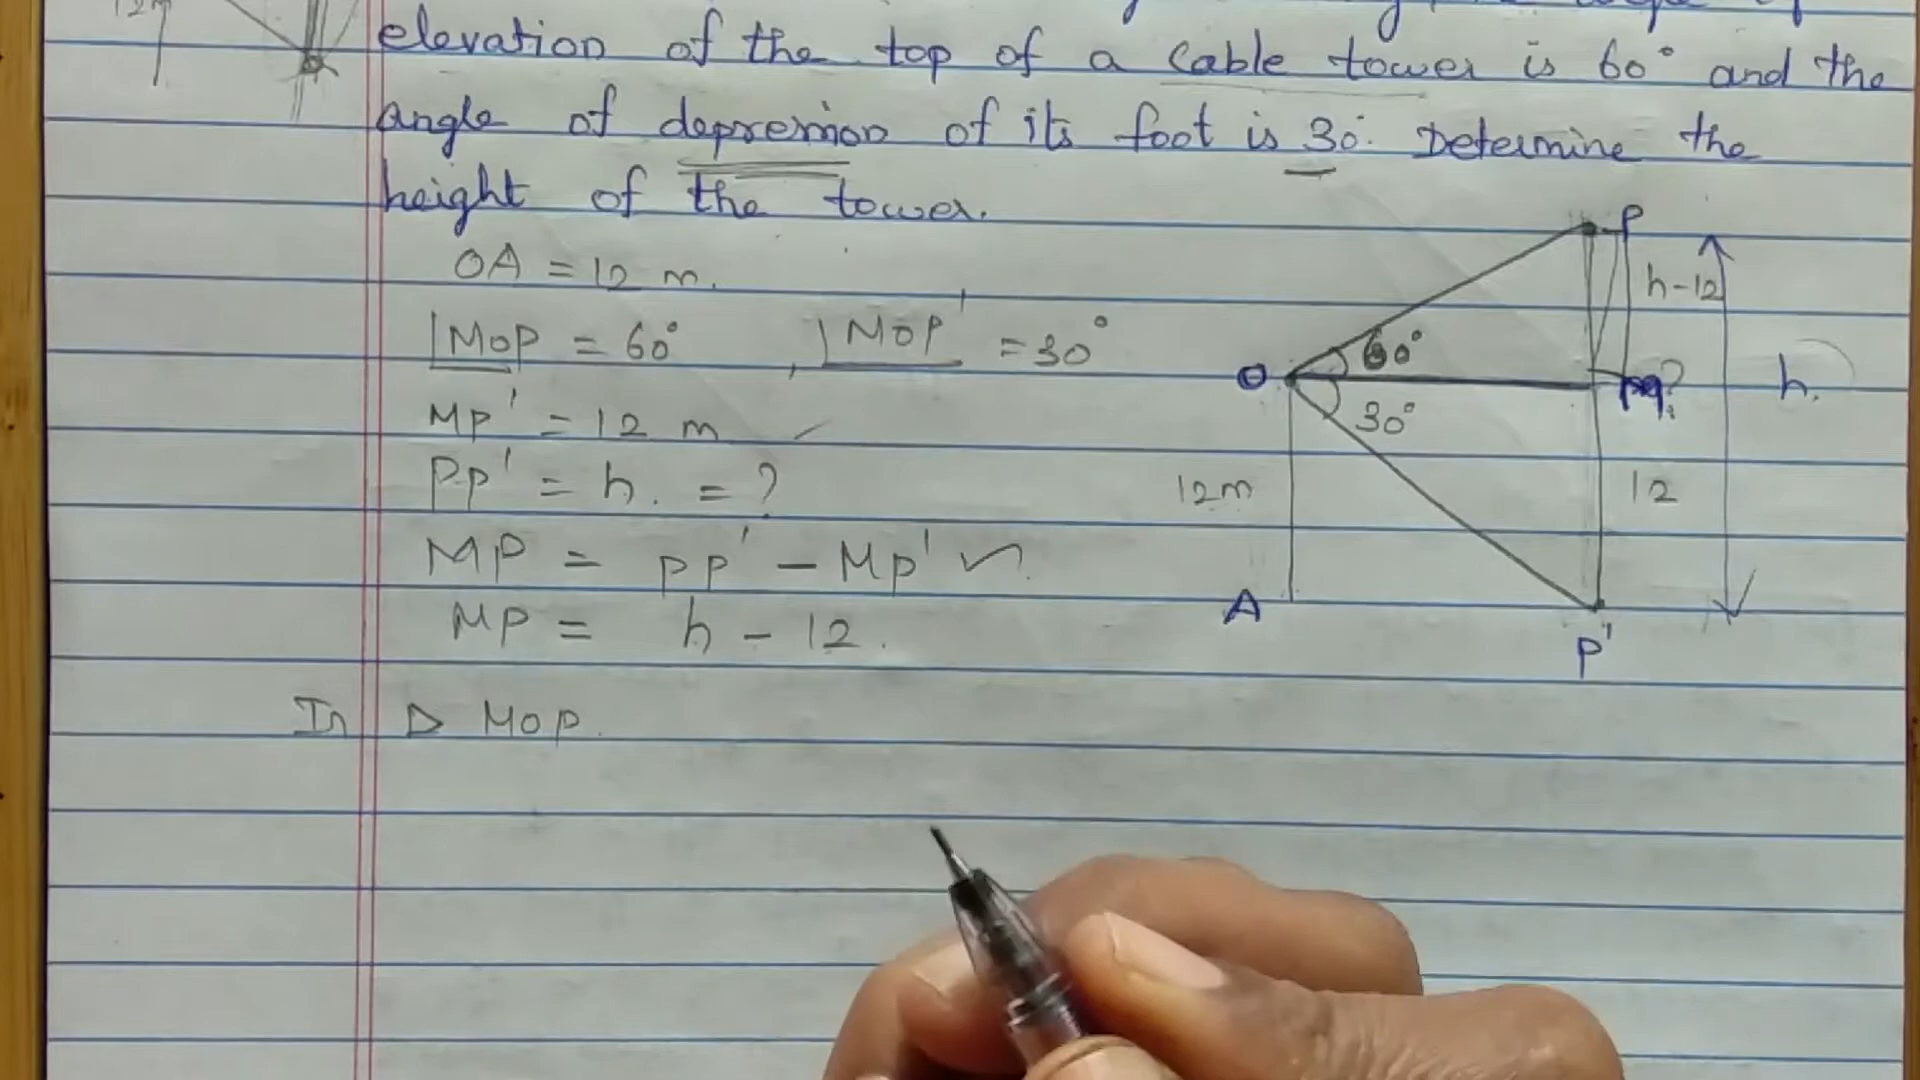 12m
elevation of the top of a cable tower is 60° and the
angle of depression of its foot is 30. Determine the
height of the tower.
OA = 12 m.
∠MOP = 60° , ∠MOP' = 30°
MP' = 12 m
PP' = h. = ?
MP = PP' - MP'
MP = h - 12.
In △ MOP.
P
h-12
60°
O
h.
30°
12m
12
A
P'